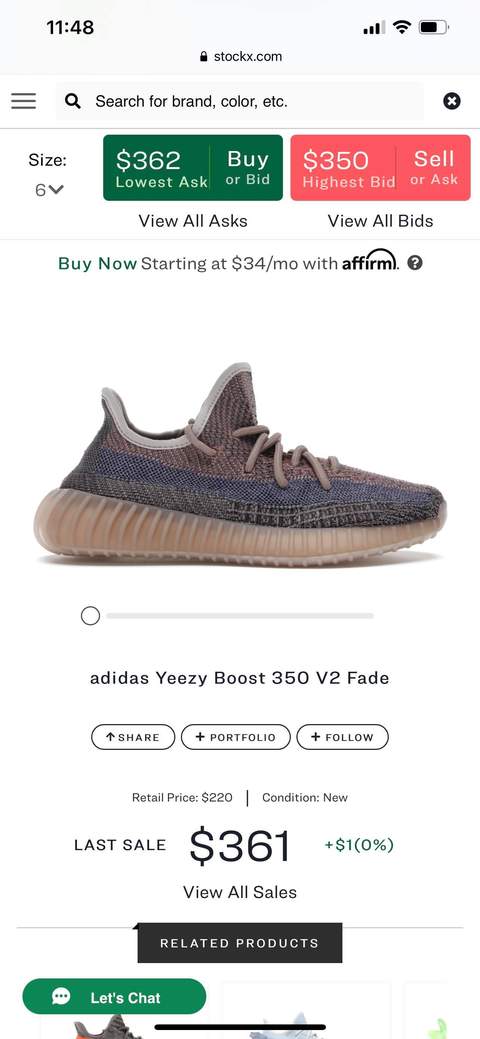 11:48
stockx.com
Search for brand, color, etc.
Size:
6
$362
Lowest Ask
Buy
or Bid
$350
Highest Bid
Sell
or Ask
View All Asks
View All Bids
Buy Now Starting at $34/mo with affirm. ?
adidas Yeezy Boost 350 V2 Fade
SHARE
+ PORTFOLIO
+ FOLLOW
Retail Price: $220 | Condition: New
LAST SALE $361 +$1(0%)
View All Sales
RELATED PRODUCTS
Let's Chat